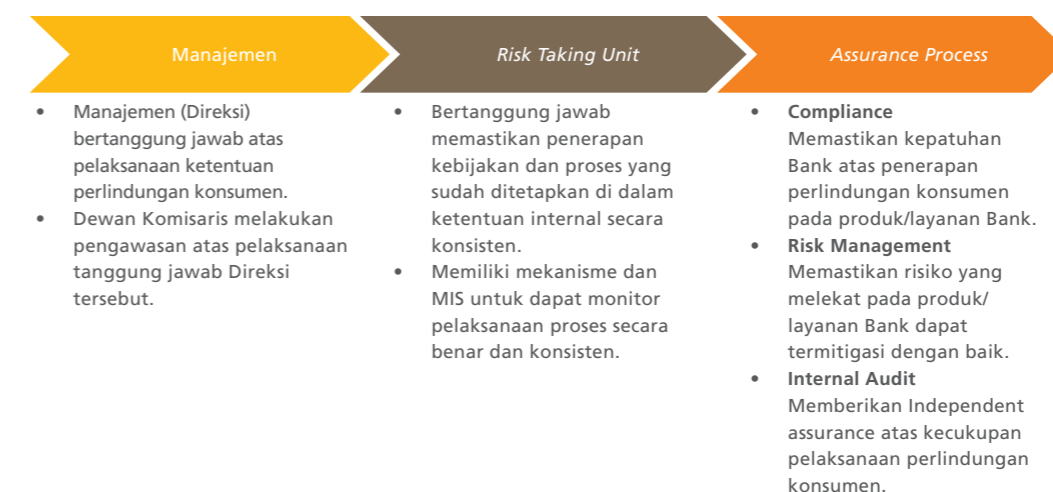 Manajemen
• Manajemen (Direksi)
bertanggung jawab atas
pelaksanaan ketentuan
perlindungan konsumen.
• Dewan Komisaris melakukan
pengawasan atas pelaksanaan
tanggung jawab Direksi
tersebut.
Risk Taking Unit
• Bertanggung jawab
memastikan penerapan
kebijakan dan proses yang
sudah ditetapkan di dalam
ketentuan internal secara
konsisten.
• Memiliki mekanisme dan
MIS untuk dapat monitor
pelaksanaan proses secara
benar dan konsisten.
Assurance Process
• Compliance
Memastikan kepatuhan
Bank atas penerapan
perlindungan konsumen
pada produk/layanan Bank.
• Risk Management
Memastikan risiko yang
melekat pada produk/
layanan Bank dapat
termitigasi dengan baik.
• Internal Audit
Memberikan Independent
assurance atas kecukupan
pelaksanaan perlindungan
konsumen.